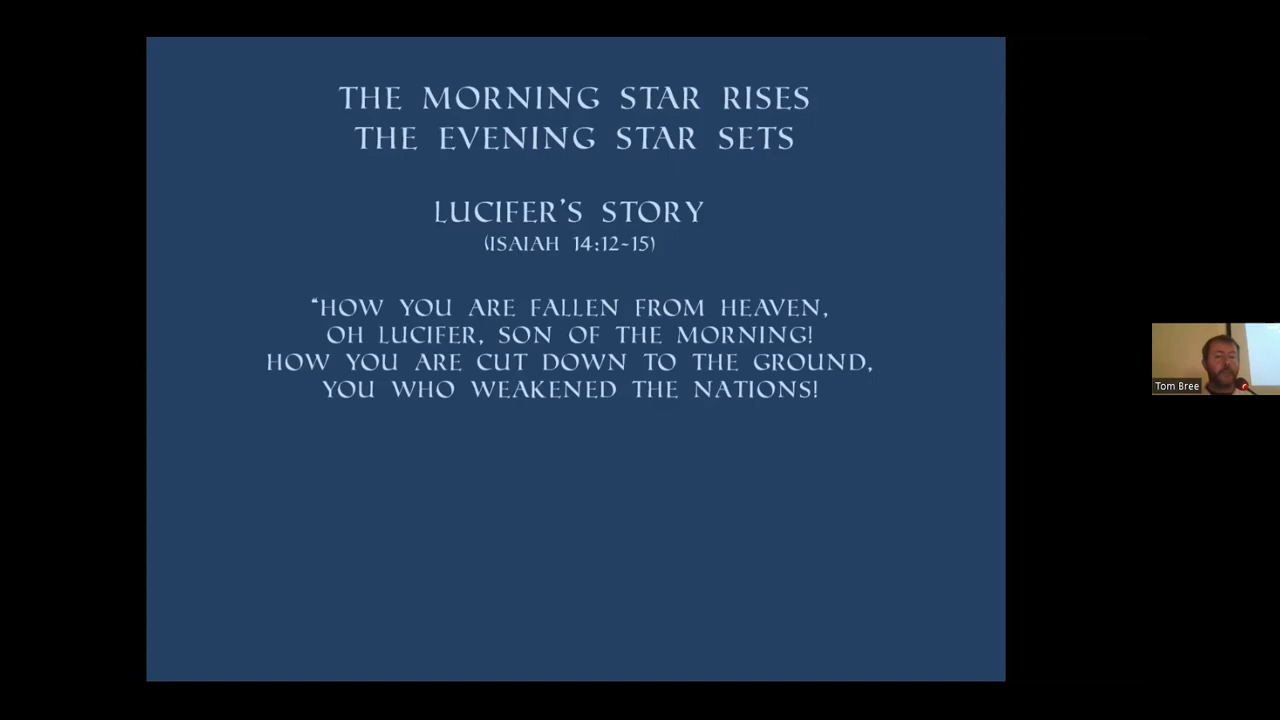 THE MORNING STAR RISES
THE EVENING STAR SETS
LUCIFER'S STORY
(ISAIAH 14:12-15)
"HOW YOU ARE FALLEN FROM HEAVEN,
OH LUCIFER, SON OF THE MORNING!
HOW YOU ARE CUT DOWN TO THE GROUND,
YOU WHO WEAKENED THE NATIONS!
Tom Bree